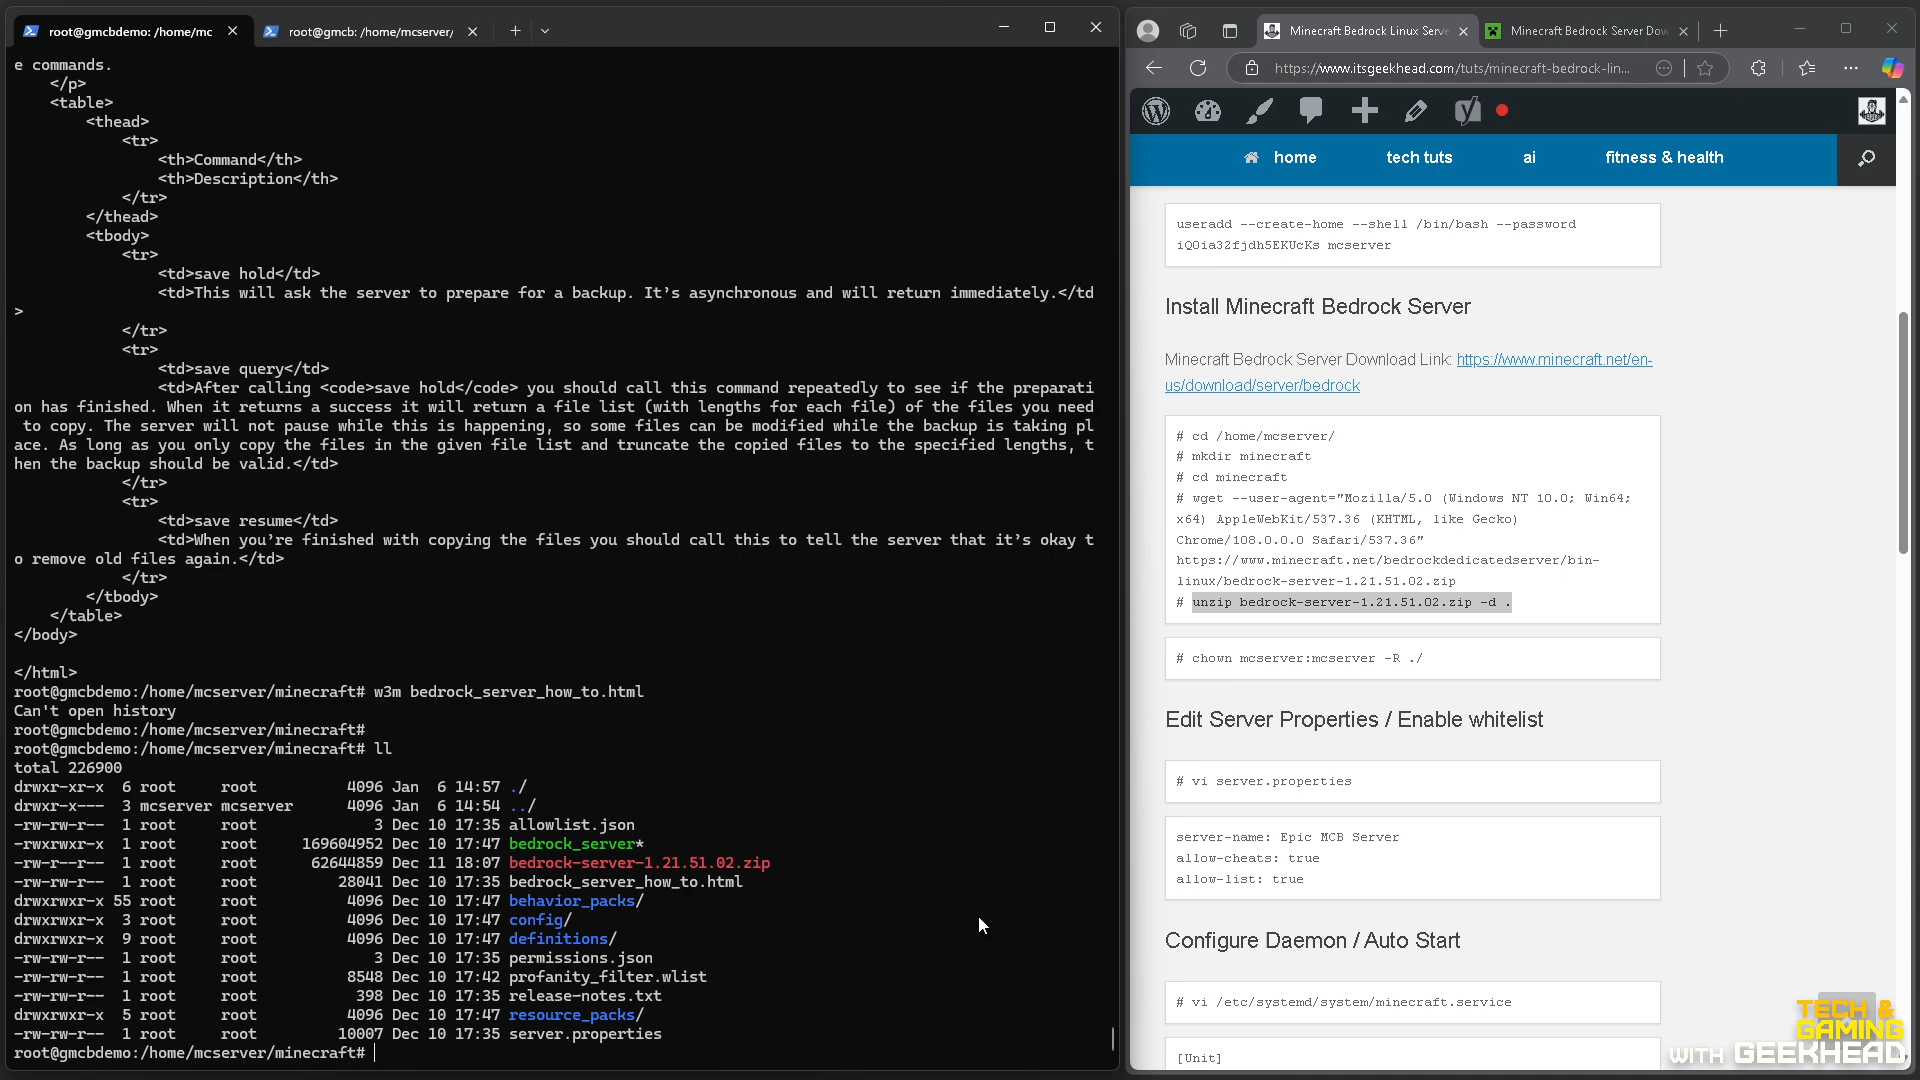 root@gmcbdemo: /home/mc
root@gmcb: /home/mcserver/
e commands.
</p>
<table>
<thead>
<tr>
<th>Command</th>
<th>Description</th>
</tr>
</thead>
<tbody>
<tr>
<td>save hold</td>
<td>This will ask the server to prepare for a backup. It’s asynchronous and will return immediately.</td
>
</tr>
<tr>
<td>save query</td>
<td>After calling <code>save hold</code> you should call this command repeatedly to see if the preparati
on has finished. When it returns a success it will return a file list (with lengths for each file) of the files you need
to copy. The server will not pause while this is happening, so some files can be modified while the backup is taking pl
ace. As long as you only copy the files in the given file list and truncate the copied files to the specified lengths, t
hen the backup should be valid.</td>
</tr>
<tr>
<td>save resume</td>
<td>When you’re finished with copying the files you should call this to tell the server that it’s okay t
o remove old files again.</td>
</tr>
</tbody>
</table>
</body>
</html>
root@gmcbdemo:/home/mcserver/minecraft# w3m bedrock_server_how_to.html
Can't open history
root@gmcbdemo:/home/mcserver/minecraft#
root@gmcbdemo:/home/mcserver/minecraft# ll
total 226900
drwxr-xr-x 6 root root 4096 Jan 6 14:57 ./
drwxr-x--- 3 mcserver mcserver 4096 Jan 6 14:54 ../
-rw-rw-r-- 1 root root 3 Dec 10 17:35 allowlist.json
-rwxrwxr-x 1 root root 169604952 Dec 10 17:47 bedrock_server*
-rw-r--r-- 1 root root 62644859 Dec 11 18:07 bedrock-server-1.21.51.02.zip
-rw-rw-r-- 1 root root 28041 Dec 10 17:35 bedrock_server_how_to.html
drwxrwxr-x 55 root root 4096 Dec 10 17:47 behavior_packs/
drwxrwxr-x 3 root root 4096 Dec 10 17:47 config/
drwxrwxr-x 9 root root 4096 Dec 10 17:47 definitions/
-rw-rw-r-- 1 root root 3 Dec 10 17:35 permissions.json
-rw-rw-r-- 1 root root 8548 Dec 10 17:42 profanity_filter.wlist
-rw-rw-r-- 1 root root 398 Dec 10 17:35 release-notes.txt
drwxrwxr-x 5 root root 4096 Dec 10 17:47 resource_packs/
-rw-rw-r-- 1 root root 10007 Dec 10 17:35 server.properties
root@gmcbdemo:/home/mcserver/minecraft#
Minecraft Bedrock Linux Serve
Minecraft Bedrock Server Dow
https://www.itsgeekhead.com/tuts/minecraft-bedrock-lin...
home
tech tuts
ai
fitness & health
useradd --create-home --shell /bin/bash --password
iQOia32fjdh5EKUcKs mcserver
Install Minecraft Bedrock Server
Minecraft Bedrock Server Download Link: https://www.minecraft.net/en-
us/download/server/bedrock
# cd /home/mcserver/
# mkdir minecraft
# cd minecraft
# wget --user-agent="Mozilla/5.0 (Windows NT 10.0; Win64;
x64) AppleWebKit/537.36 (KHTML, like Gecko)
Chrome/108.0.0.0 Safari/537.36"
https://www.minecraft.net/bedrockdedicatedserver/bin-
linux/bedrock-server-1.21.51.02.zip
# unzip bedrock-server-1.21.51.02.zip -d .
# chown mcserver:mcserver -R ./
Edit Server Properties / Enable whitelist
# vi server.properties
server-name: Epic MCB Server
allow-cheats: true
allow-list: true
Configure Daemon / Auto Start
# vi /etc/systemd/system/minecraft.service
[Unit]
TECH &
GAMING
WITH GEEKHEAD